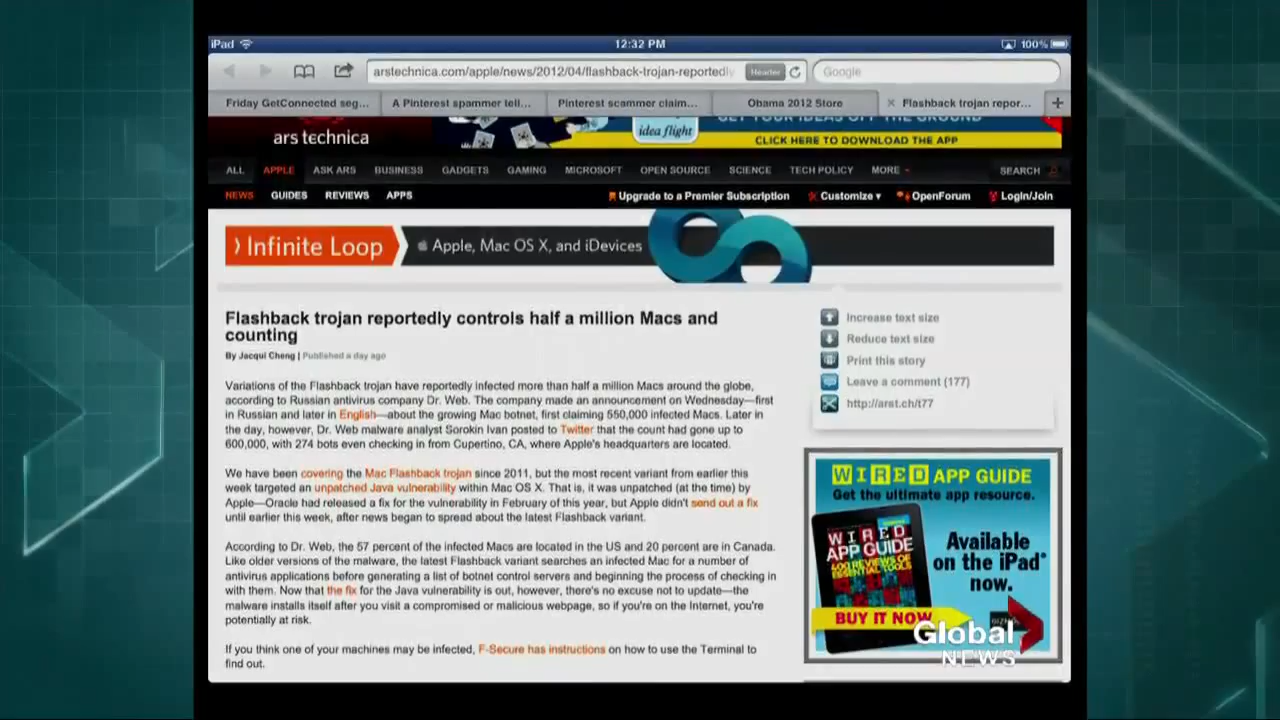 iPad
12:32 PM
100%
arstechnica.com/apple/news/2012/04/flashback-trojan-reportedly
Header
Google
Friday GetConnected seg...
A Pinterest spammer tell...
Pinterest scammer claim...
Obama 2012 Store
Flashback trojan repor...
ars technica
idea flight
GET YOUR IDEAS OFF THE GROUND
CLICK HERE TO DOWNLOAD THE APP
ALL APPLE ASK ARS BUSINESS GADGETS GAMING MICROSOFT OPEN SOURCE SCIENCE TECH POLICY MORE SEARCH
NEWS GUIDES REVIEWS APPS Upgrade to a Premier Subscription Customize OpenForum Login/Join
Infinite Loop
Apple, Mac OS X, and iDevices
Flashback trojan reportedly controls half a million Macs and
counting
By Jacqui Cheng | Published a day ago
Variations of the Flashback trojan have reportedly infected more than half a million Macs around the globe,
according to Russian antivirus company Dr. Web. The company made an announcement on Wednesday—first
in Russian and later in English—about the growing Mac botnet, first claiming 550,000 infected Macs. Later in
the day, however, Dr. Web malware analyst Sorokin Ivan posted to Twitter that the count had gone up to
600,000, with 274 bots even checking in from Cupertino, CA, where Apple's headquarters are located.
We have been covering the Mac Flashback trojan since 2011, but the most recent variant from earlier this
week targeted an unpatched Java vulnerability within Mac OS X. That is, it was unpatched (at the time) by
Apple—Oracle had released a fix for the vulnerability in February of this year, but Apple didn't send out a fix
until earlier this week, after news began to spread about the latest Flashback variant.
According to Dr. Web, the 57 percent of the infected Macs are located in the US and 20 percent are in Canada.
Like older versions of the malware, the latest Flashback variant searches an infected Mac for a number of
antivirus applications before generating a list of botnet control servers and beginning the process of checking in
with them. Now that the fix for the Java vulnerability is out, however, there's no excuse not to update—the
malware installs itself after you visit a compromised or malicious webpage, so if you're on the Internet, you're
potentially at risk.
If you think one of your machines may be infected, F-Secure has instructions on how to use the Terminal to
find out.
Increase text size
Reduce text size
Print this story
Leave a comment (177)
http://arst.ch/t77
WIRED APP GUIDE
Get the ultimate app resource.
WIRED
APP GUIDE
400 REVIEWS OF
ESSENTIAL TOOLS
Available
on the iPad®
now.
BUY IT NOW
Global
NEWS